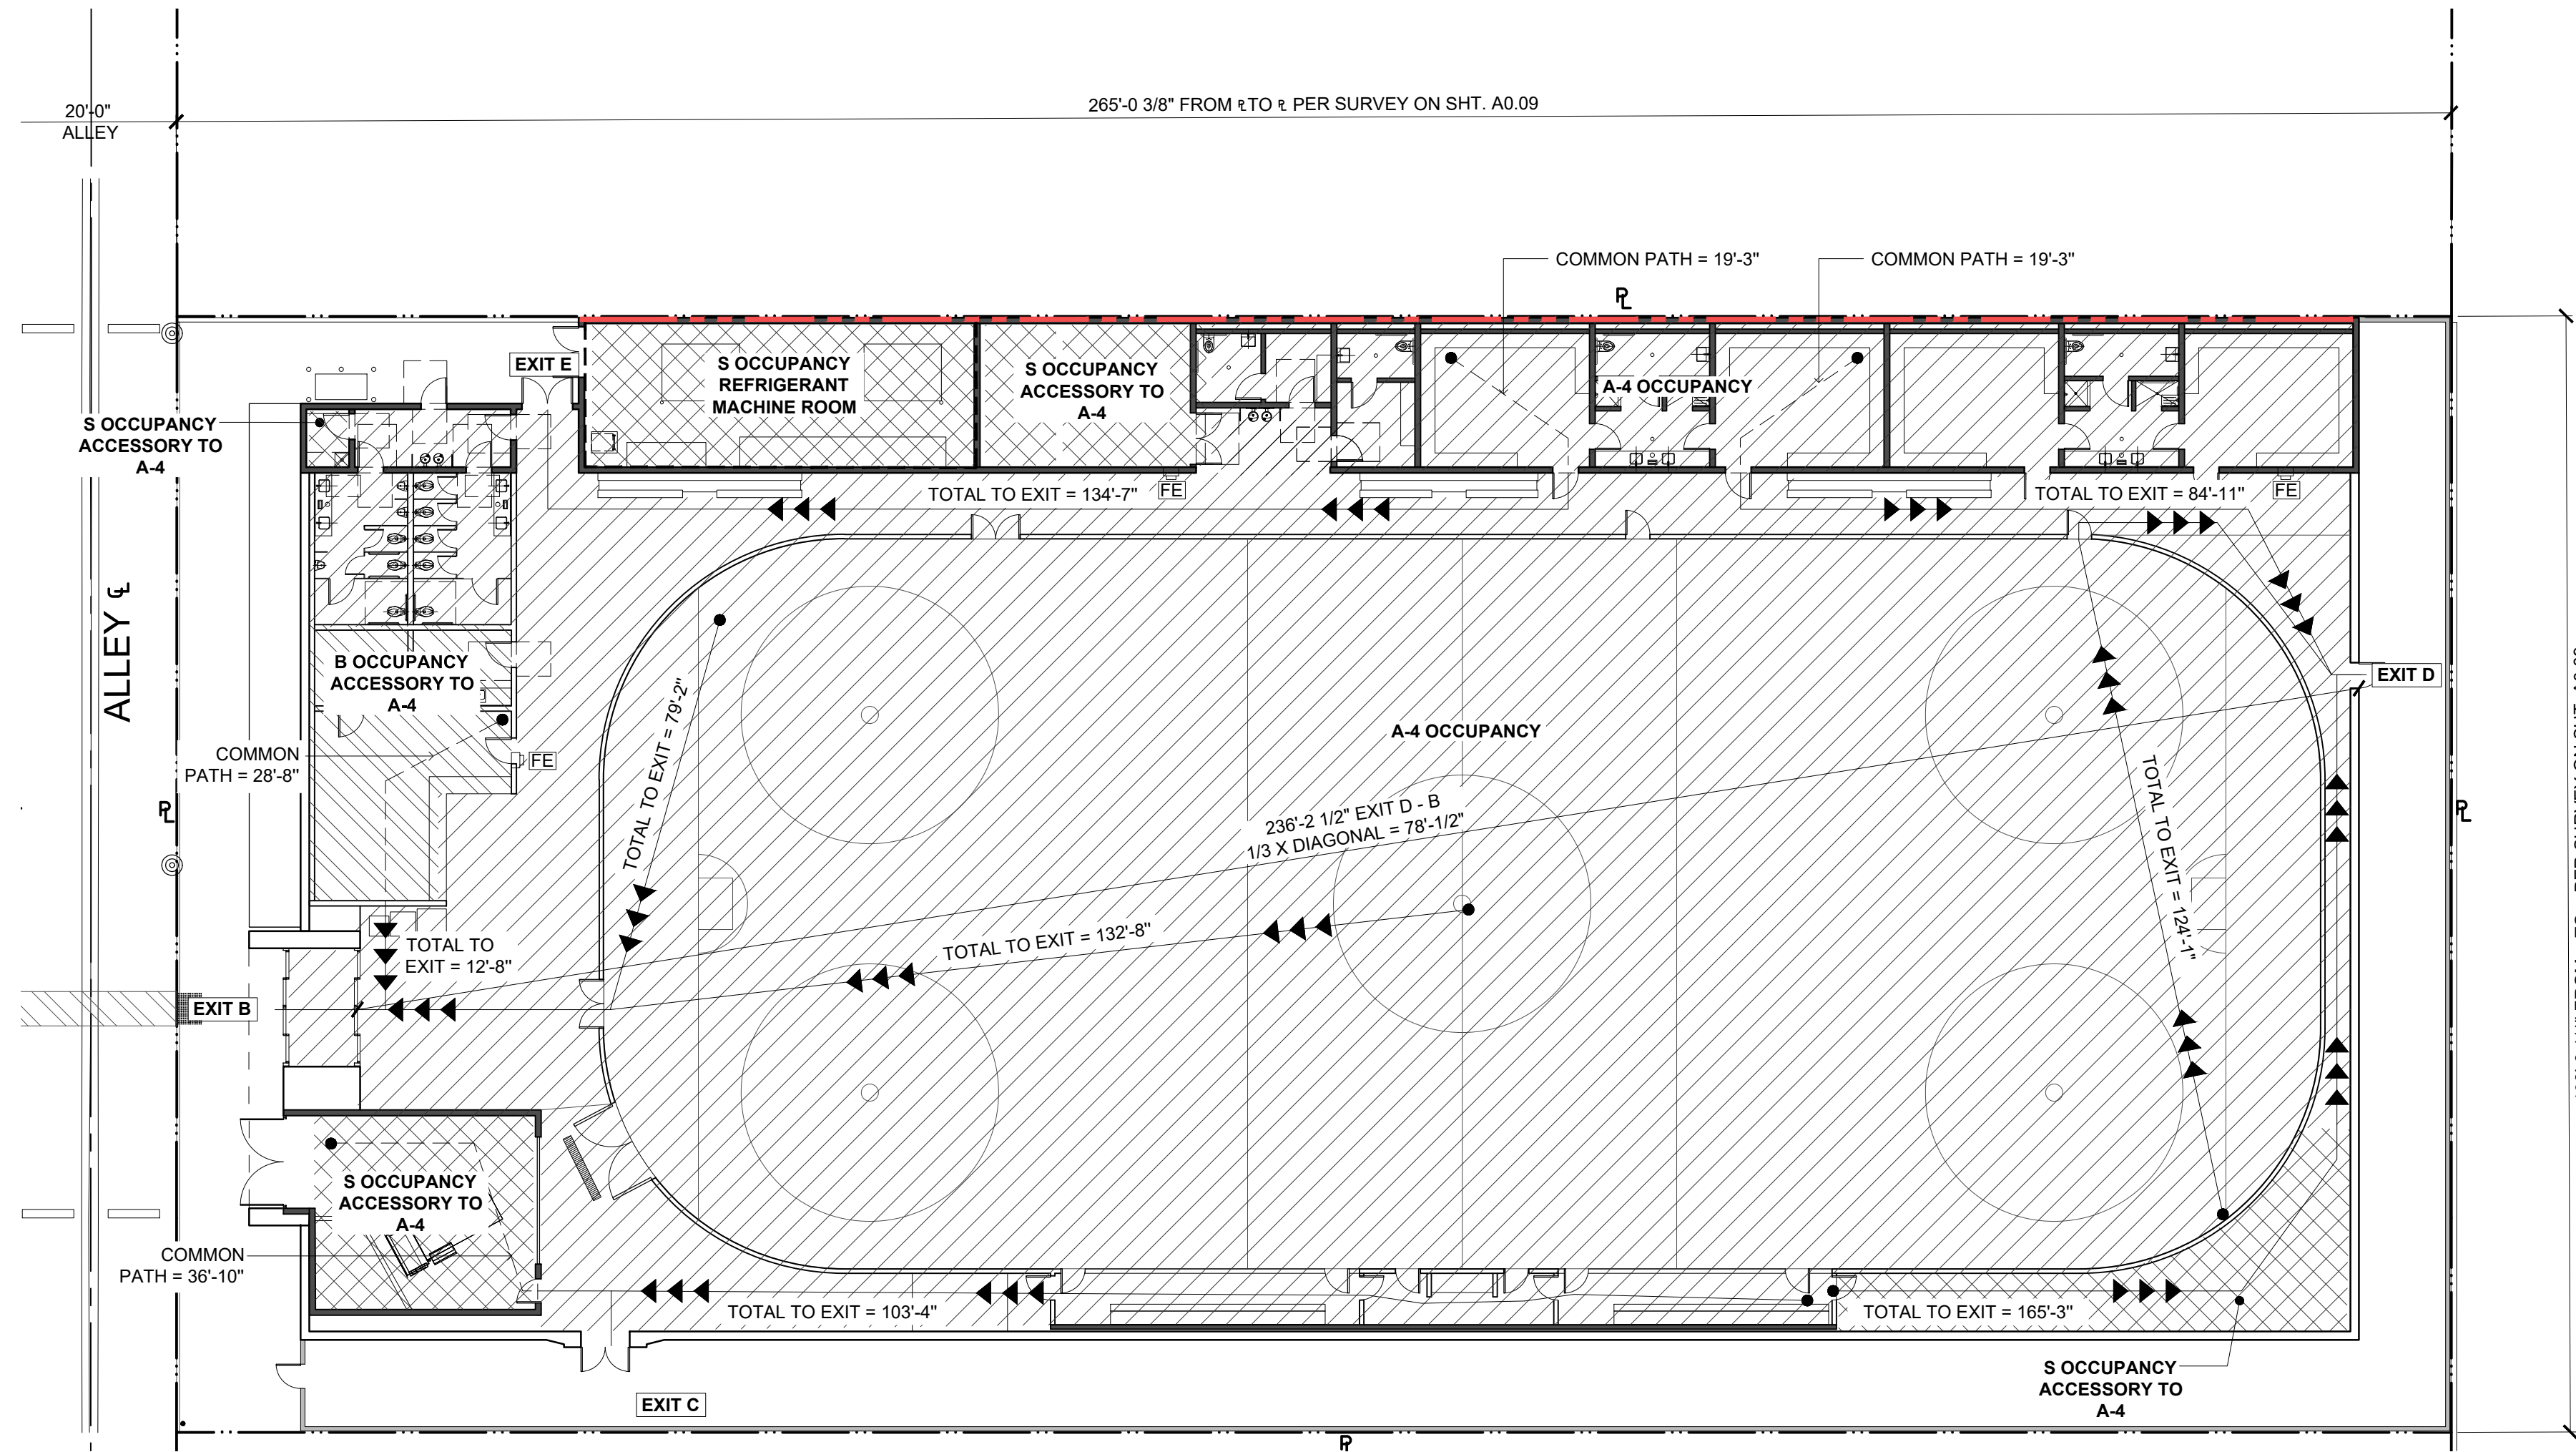 20'-0"
ALLEY
265'-0 3/8" FROM ℄ TO ℄ PER SURVEY ON SHT. A0.09
COMMON PATH = 19'-3"
COMMON PATH = 19'-3"
PL
EXIT E
S OCCUPANCY
REFRIGERANT
MACHINE ROOM
S OCCUPANCY
ACCESSORY TO
A-4
A-4 OCCUPANCY
S OCCUPANCY
ACCESSORY TO
A-4
TOTAL TO EXIT = 134'-7"
FE
TOTAL TO EXIT = 84'-11"
FE
ALLEY CL
B OCCUPANCY
ACCESSORY TO
A-4
TOTAL TO EXIT = 79'-2"
EXIT D
A-4 OCCUPANCY
COMMON
PATH = 28'-8"
FE
PL
236'-2 1/2" EXIT D - B
1/3 X DIAGONAL = 78'-1/2"
TOTAL TO EXIT = 124'-1"
PL
TOTAL TO
EXIT = 12'-8"
TOTAL TO EXIT = 132'-8"
EXIT B
S OCCUPANCY
ACCESSORY TO
A-4
COMMON
PATH = 36'-10"
TOTAL TO EXIT = 103'-4"
TOTAL TO EXIT = 165'-3"
S OCCUPANCY
ACCESSORY TO
A-4
EXIT C
PL